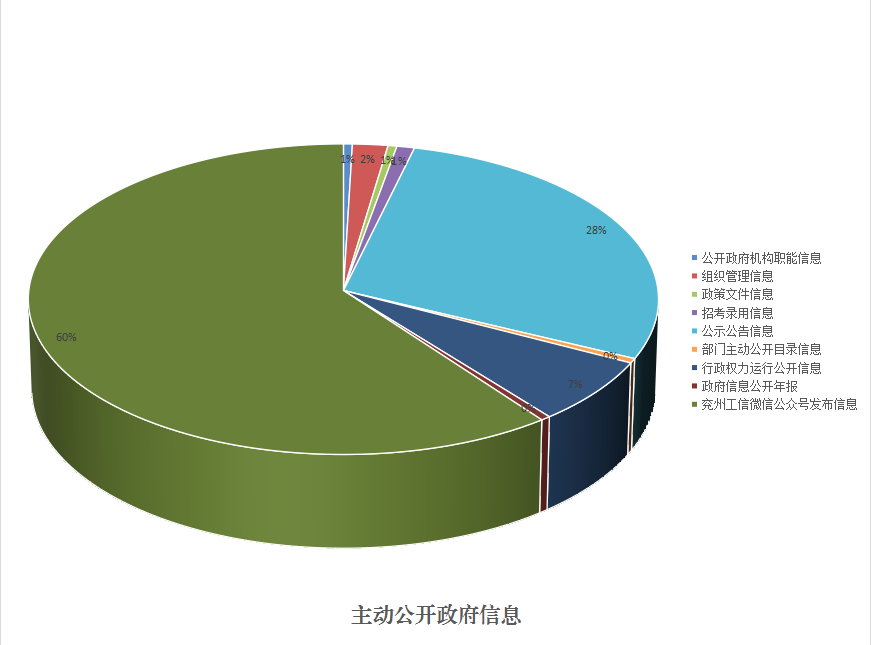 1%
2%
1%
1%
28%
公开政府机构职能信息
组织管理信息
政策文件信息
招考录用信息
公示公告信息
部门主动公开目录信息
行政权力运行公开信息
政府信息公开年报
兖州工信微信公众号发布信息
60%
0%
7%
0%
主动公开政府信息